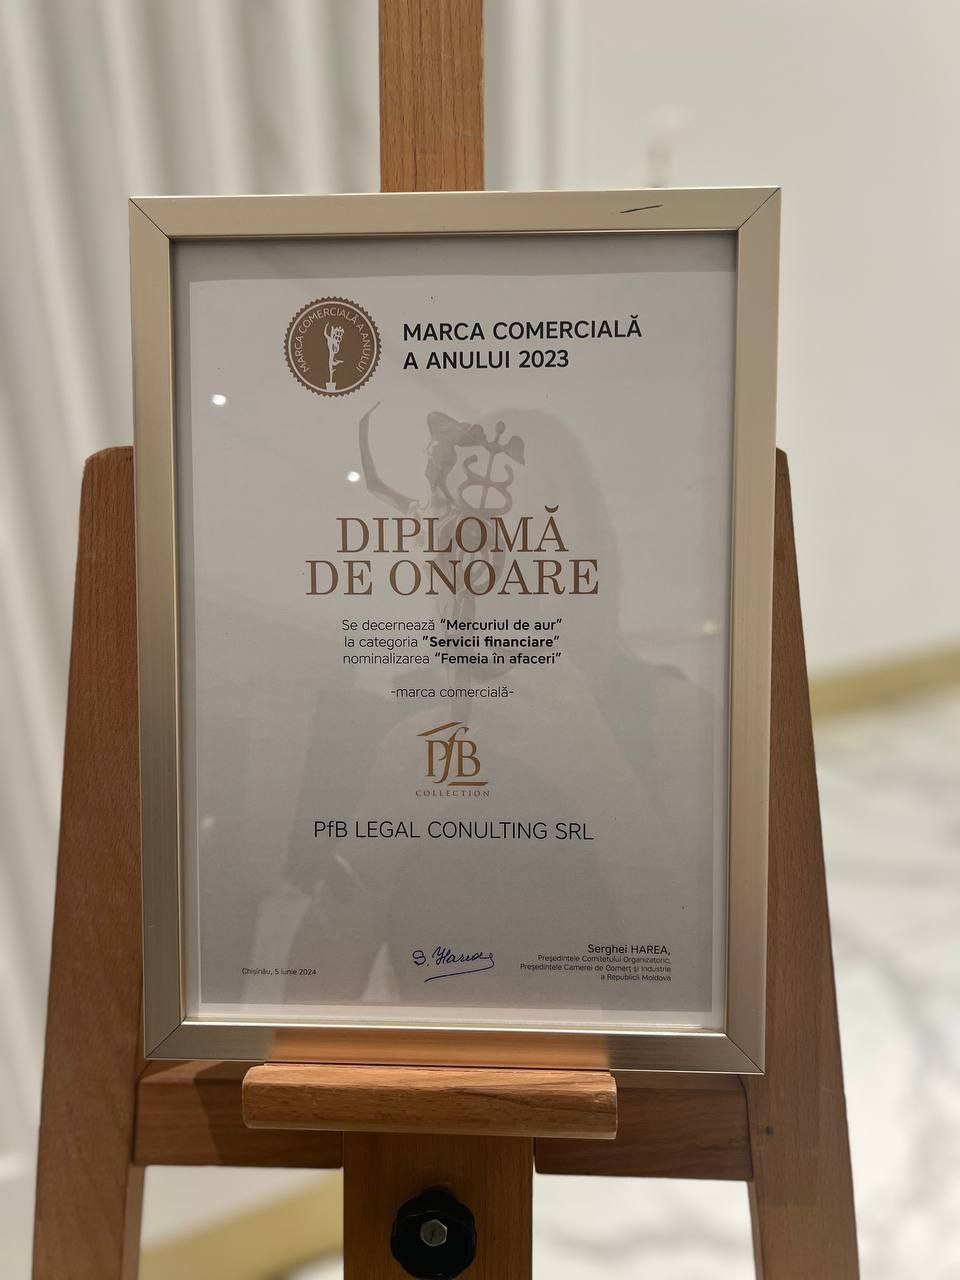 MARCA COMERCIALĂ A ANULUI
MARCA COMERCIALĂ
A ANULUI 2023
DIPLOMĂ
DE ONOARE
Se decernează “Mercuriul de aur”
la categoria ”Servicii financiare”
nominalizarea “Femeia în afaceri”
-marca comercială-
PfB
COLLECTION
PfB LEGAL CONULTING SRL
S. Harea
Serghei HAREA,
Președintele Comitetului Organizatoric,
Președintele Camerei de Comerț și Industrie
a Republicii Moldova
Chișinău, 5 iunie 2024